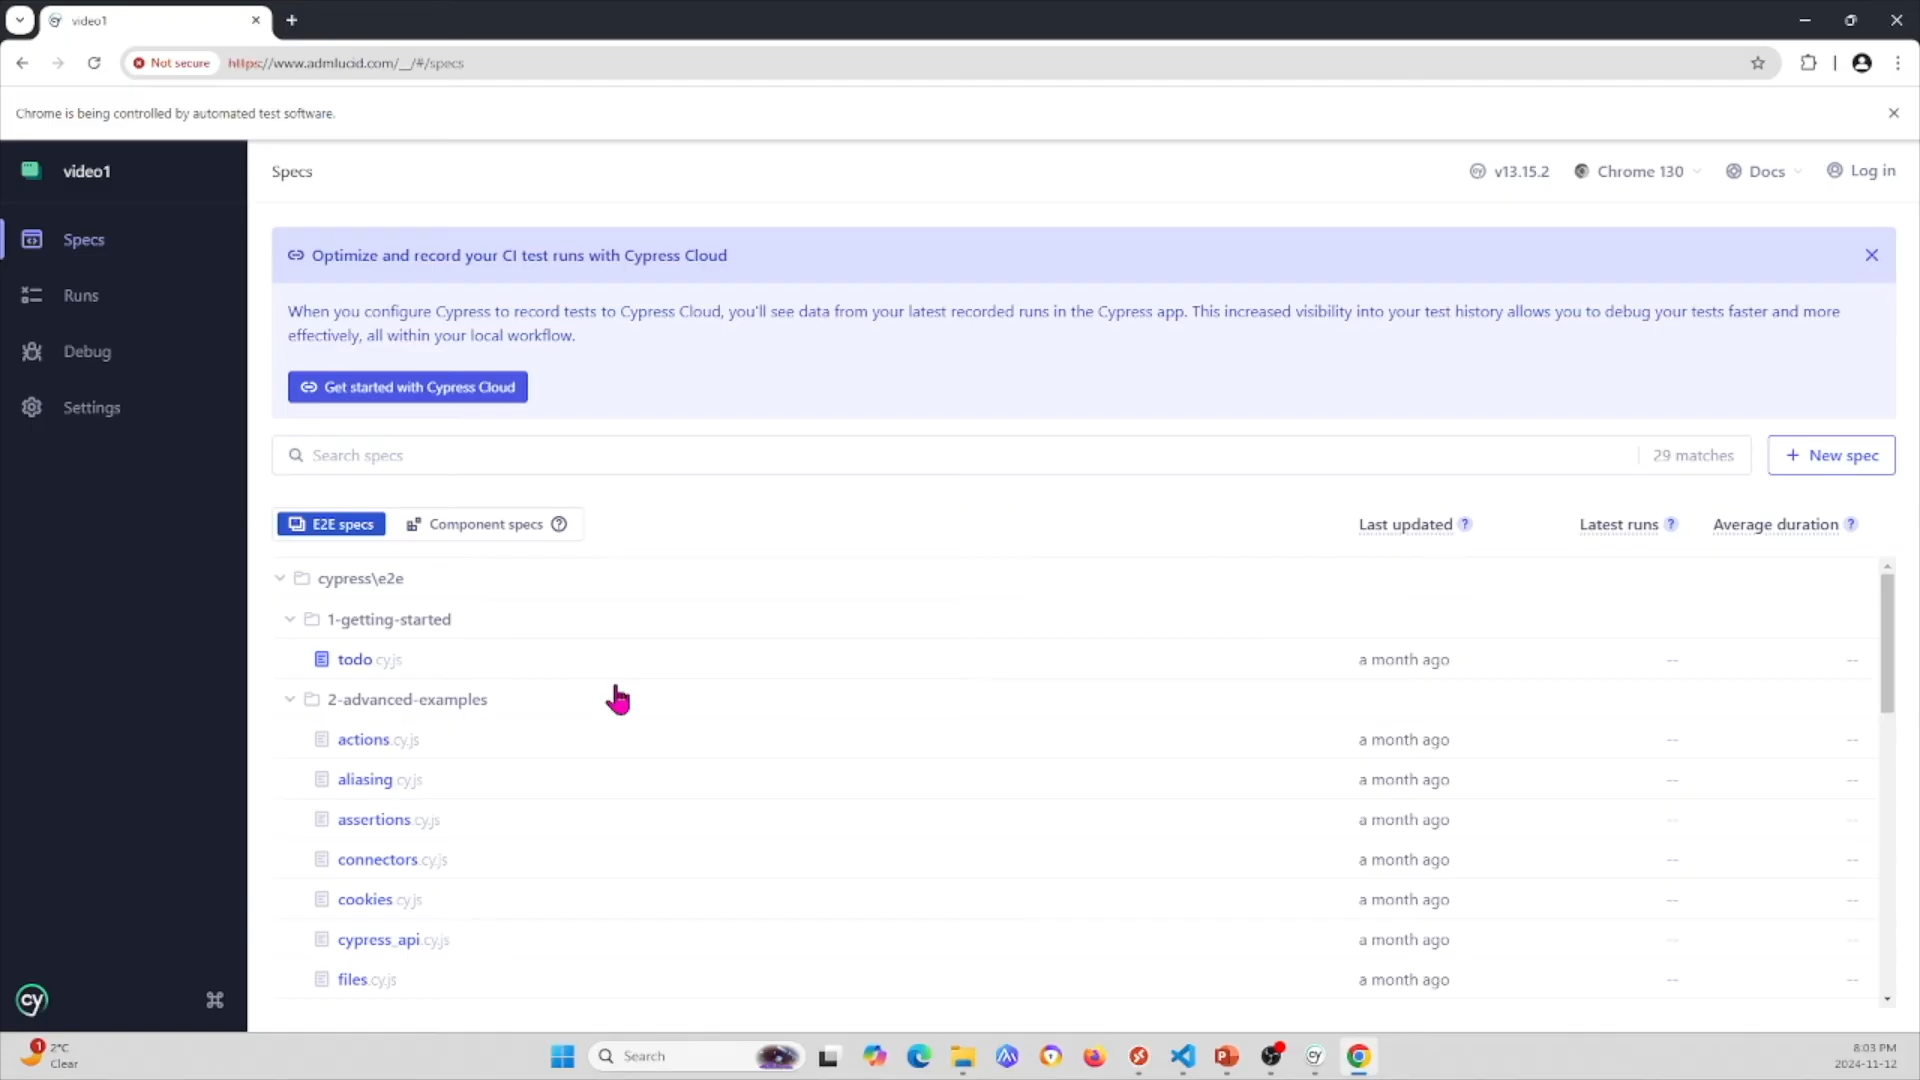 video1
Not secure https://www.admlucid.com/__/#/specs
Chrome is being controlled by automated test software.
video1
Specs
Runs
Debug
Settings
cy
Specs
v13.15.2
Chrome 130
Docs
Log in
Optimize and record your CI test runs with Cypress Cloud
When you configure Cypress to record tests to Cypress Cloud, you'll see data from your latest recorded runs in the Cypress app. This increased visibility into your test history allows you to debug your tests faster and more
effectively, all within your local workflow.
Get started with Cypress Cloud
Search specs
29 matches
+ New spec
E2E specs
Component specs ?
Last updated ?
Latest runs ?
Average duration ?
cypress\e2e
1-getting-started
todo.cy.js a month ago -- --
2-advanced-examples
actions.cy.js a month ago -- --
aliasing.cy.js a month ago -- --
assertions.cy.js a month ago -- --
connectors.cy.js a month ago -- --
cookies.cy.js a month ago -- --
cypress_api.cy.js a month ago -- --
files.cy.js a month ago -- --
1
2°C
Clear
Search
8:03 PM
2024-11-12